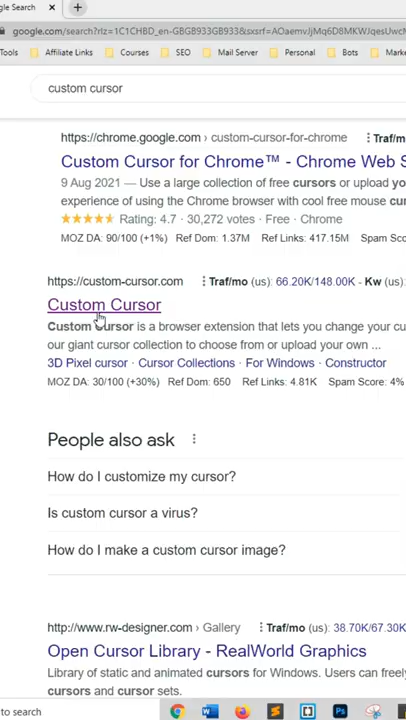 gle Search
google.com/search?rlz=1C1CHBD_en-GBGB933GB933&sxsrf=
Tools Affiliate Links Courses SEO Mail Server Personal Bots Marke
custom cursor
https://chrome.google.com › custom-cursor-for-chrome Traf/m
Custom Cursor for Chrome™ - Chrome Web S
9 Aug 2021 — Use a large collection of free cursors or upload yo
experience of using the Chrome browser with cool free mouse cur
Rating: 4.7 · 30,272 votes · Free · Chrome
MOZ DA: 90/100 (+1%) Ref Dom: 1.37M Ref Links: 417.15M Spam Sco
https://custom-cursor.com Traf/mo (us): 66.20K/148.00K - Kw (
Custom Cursor
Custom Cursor is a browser extension that lets you change your cu
our giant cursor collection to choose from or upload your own ...
3D Pixel cursor · Cursor Collections · For Windows · Constructor
MOZ DA: 30/100 (+30%) Ref Dom: 650 Ref Links: 4.81K Spam Score: 4%
People also ask
How do I customize my cursor?
Is custom cursor a virus?
How do I make a custom cursor image?
http://www.rw-designer.com › Gallery Traf/mo (us): 38.70K/67.30K
Open Cursor Library - RealWorld Graphics
Library of static and animated cursors for Windows. Users can freely
cursors and cursor sets.
to search